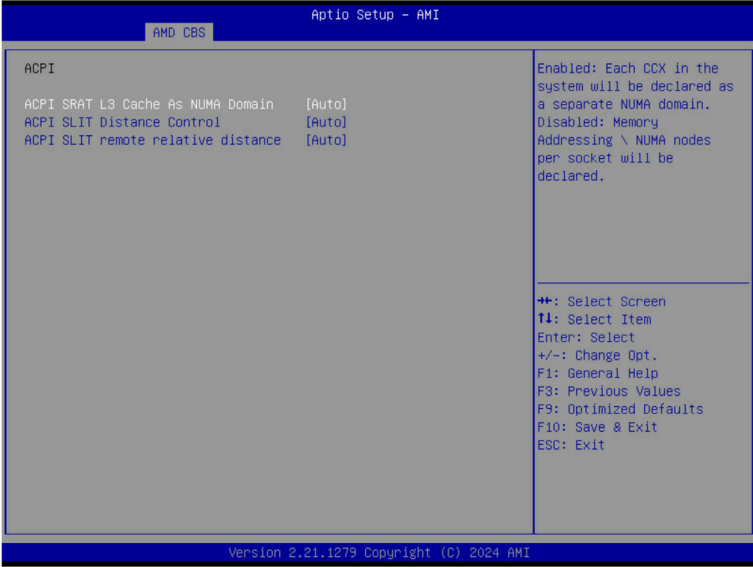 Aptio Setup – AMI
AMD CBS
ACPI
ACPI SRAT L3 Cache As NUMA Domain [Auto]
ACPI SLIT Distance Control [Auto]
ACPI SLIT remote relative distance [Auto]
Enabled: Each CCX in the
system will be declared as
a separate NUMA domain.
Disabled: Memory
Addressing \ NUMA nodes
per socket will be
declared.
→←: Select Screen
↑↓: Select Item
Enter: Select
+/-: Change Opt.
F1: General Help
F3: Previous Values
F9: Optimized Defaults
F10: Save & Exit
ESC: Exit
Version 2.21.1279 Copyright (C) 2024 AMI